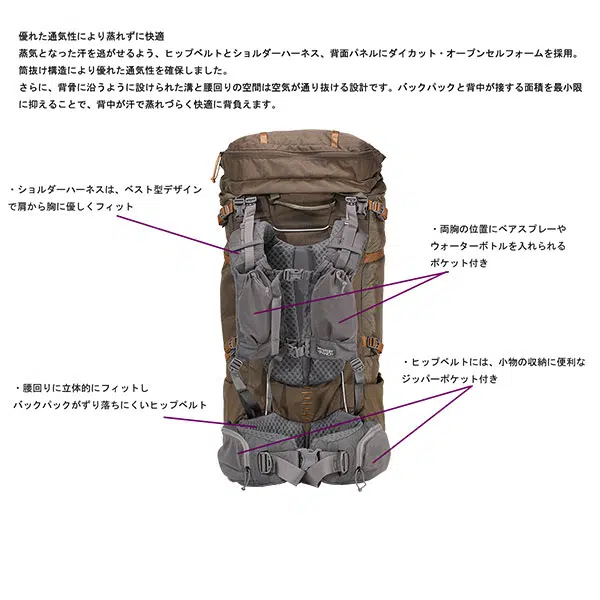 優れた通気性により蒸れずに快適
蒸気となった汗を逃がせるよう、ヒップベルトとショルダーハーネス、背面パネルにダイカット・オープンセルフォームを採用。
筒抜け構造により優れた通気性を確保しました。
さらに、背骨に沿うように設けられた溝と腰回りの空間は空気が通り抜ける設計です。バックパックと背中が接する面積を最小限
に抑えることで、背中が汗で蒸れづらく快適に背負えます。
・ショルダーハーネスは、ベスト型デザイン
で肩から胸に優しくフィット
・両胸の位置にベアスプレーや
ウォーターボトルを入れられる
ポケット付き
・ヒップベルトには、小物の収納に便利な
ジッパーポケット付き
・腰回りに立体的にフィットし
バックパックがずり落ちにくいヒップベルト